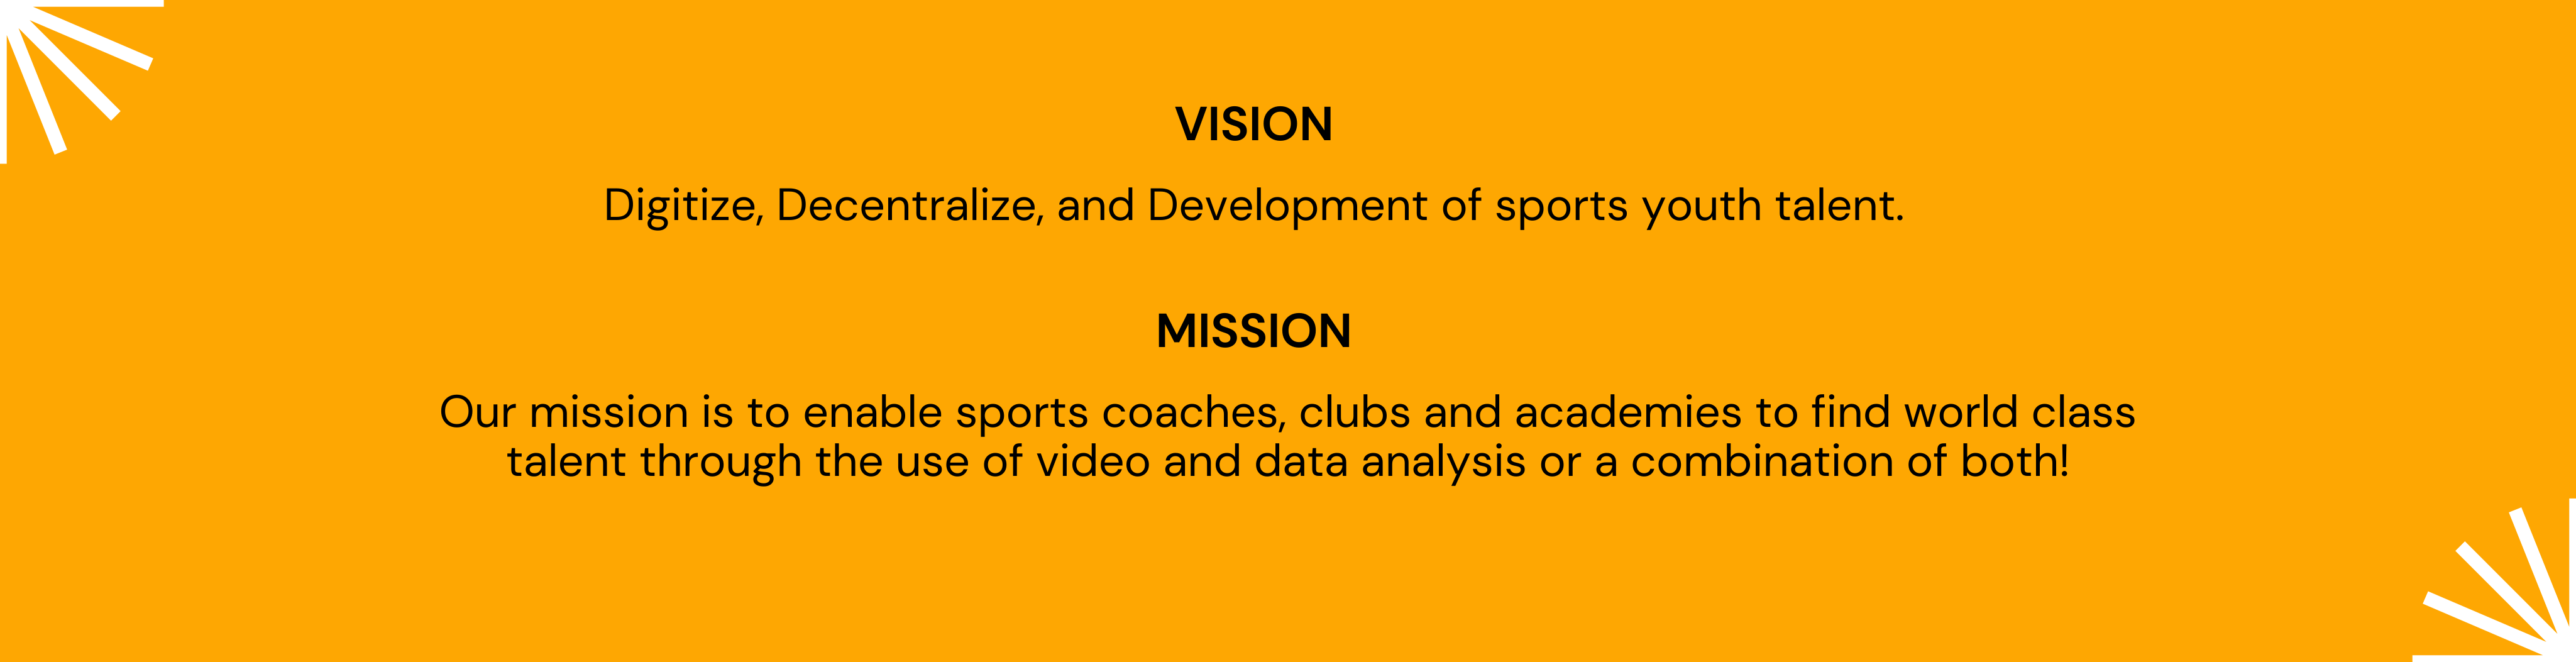 VISION
Digitize, Decentralize, and Development of sports youth talent.
MISSION
Our mission is to enable sports coaches, clubs and academies to find world class
talent through the use of video and data analysis or a combination of both!